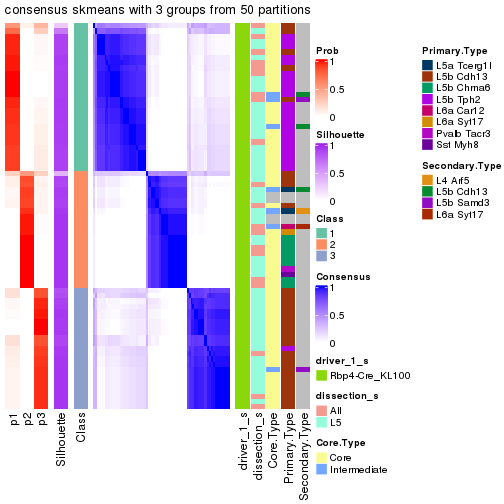 consensus skmeans with 3 groups from 50 partitions
Prob
1
0.5
0
Silhouette
1
0.5
0
Class
1
2
3
Consensus
1
0.5
0
driver_1_s
Rbp4-Cre_KL100
dissection_s
All
L5
Core.Type
Core
Intermediate
Primary.Type
L5a Tcerg1l
L5b Cdh13
L5b Chrna6
L5b Tph2
L6a Car12
L6a Syt17
Pvalb Tacr3
Sst Myh8
Secondary.Type
L4 Arf5
L5b Cdh13
L5b Samd3
L6a Syt17
p1
p2
p3
Silhouette
Class
driver_1_s
dissection_s
Core.Type
Primary.Type
Secondary.Type